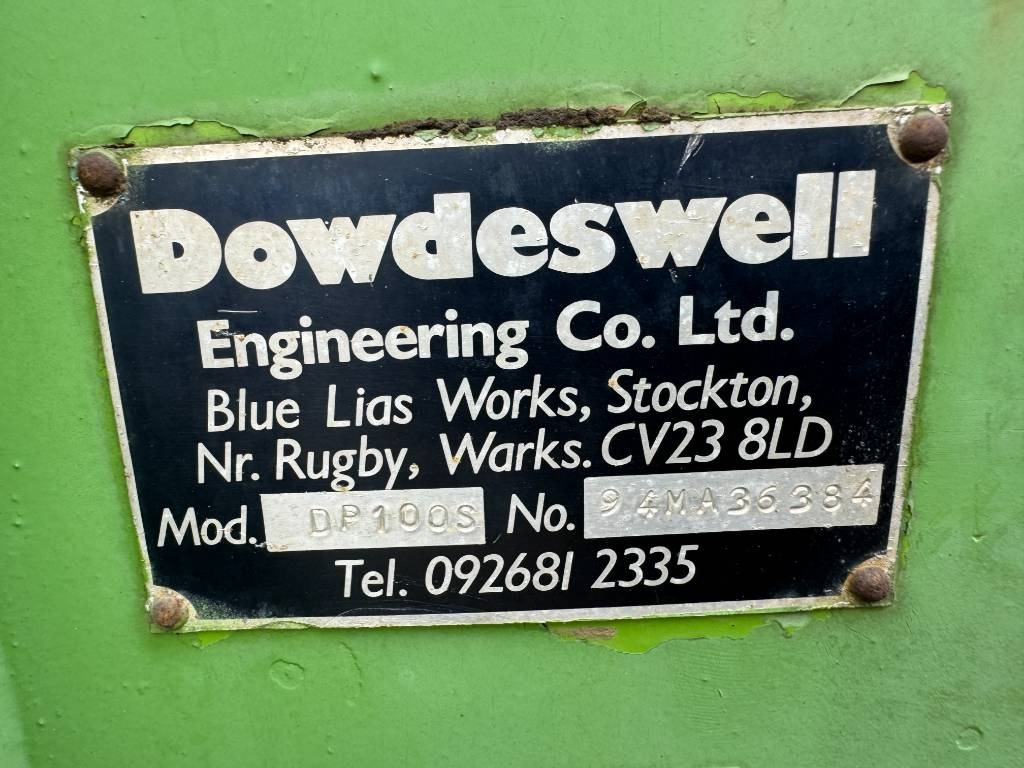 Dowdeswell
Engineering Co. Ltd.
Blue Lias Works, Stockton,
Nr. Rugby, Warks. CV23 8LD
Mod. DP100S No. 94MA36384
Tel. 092681 2335